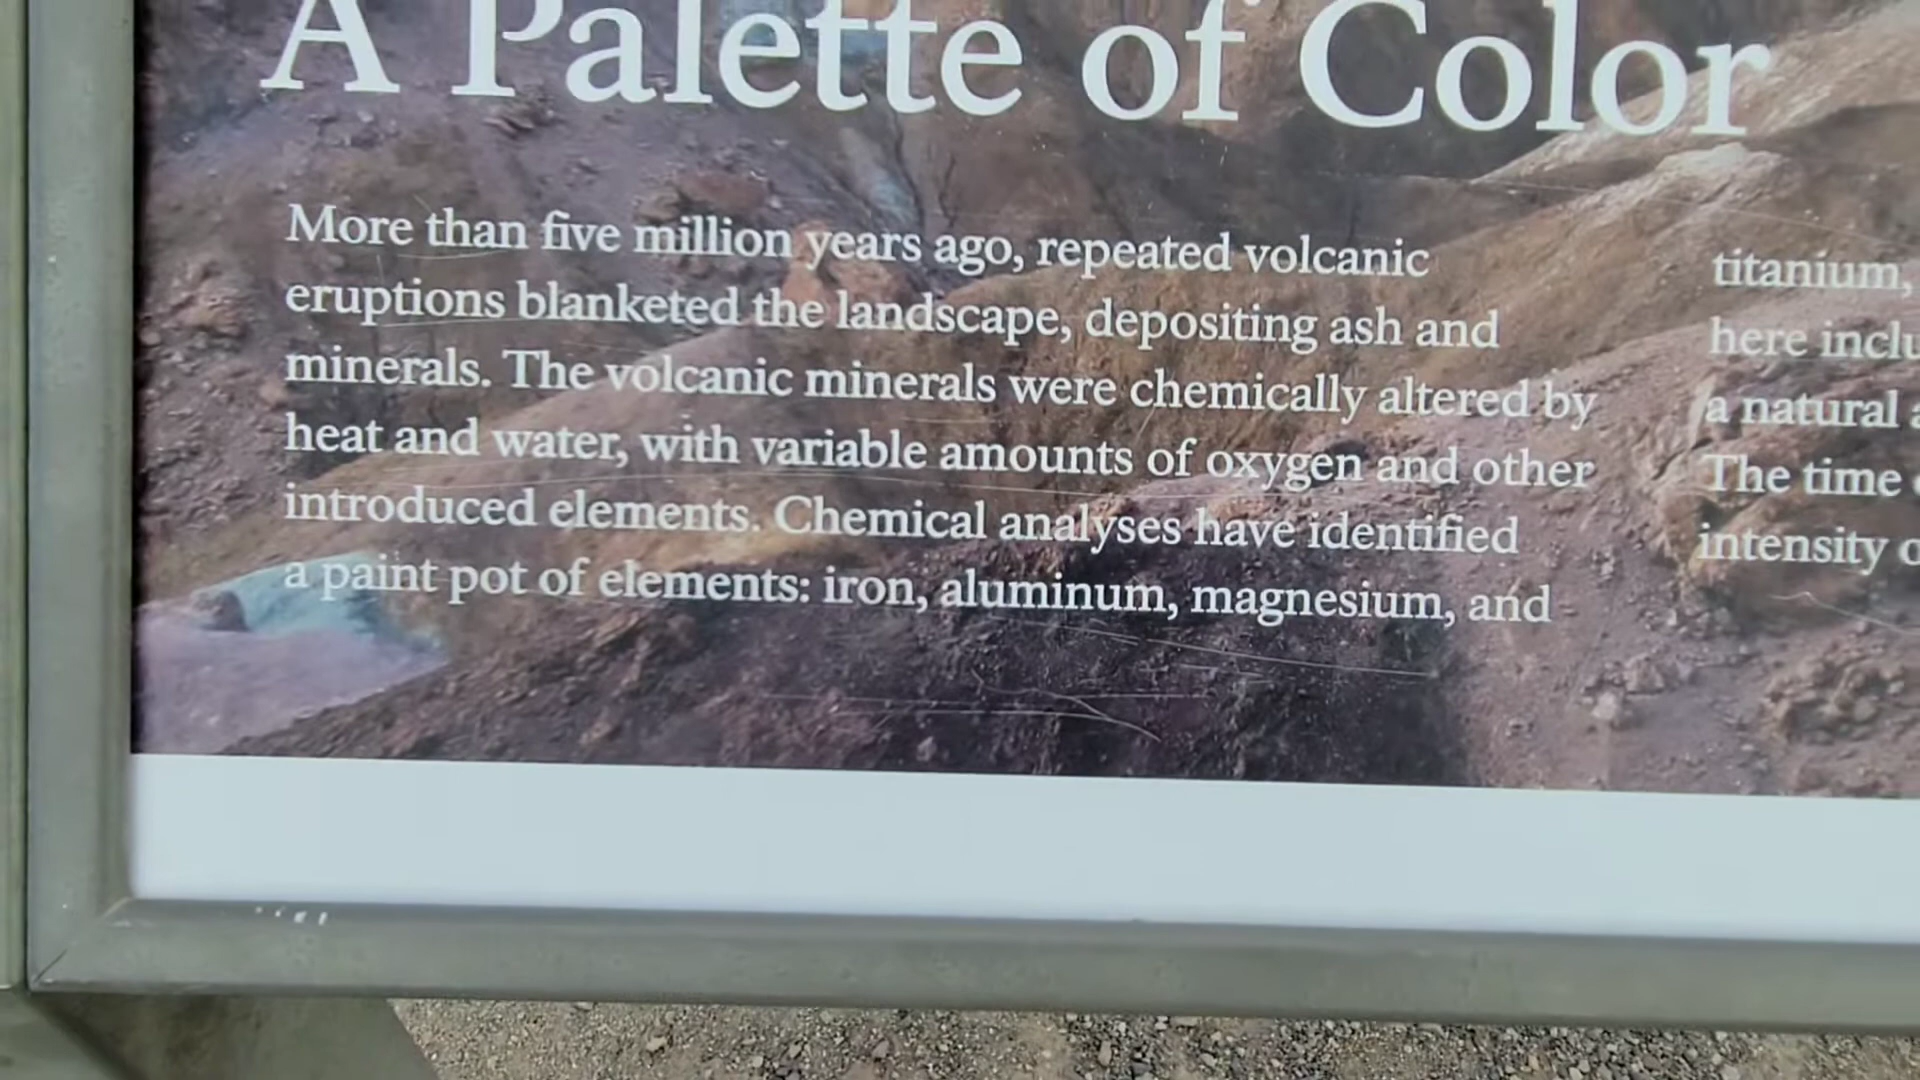 A Palette of Color
More than five million years ago, repeated volcanic
eruptions blanketed the landscape, depositing ash and
minerals. The volcanic minerals were chemically altered by
heat and water, with variable amounts of oxygen and other
introduced elements. Chemical analyses have identified
a paint pot of elements: iron, aluminum, magnesium, and
titanium,
here
a natural
The time
intensity